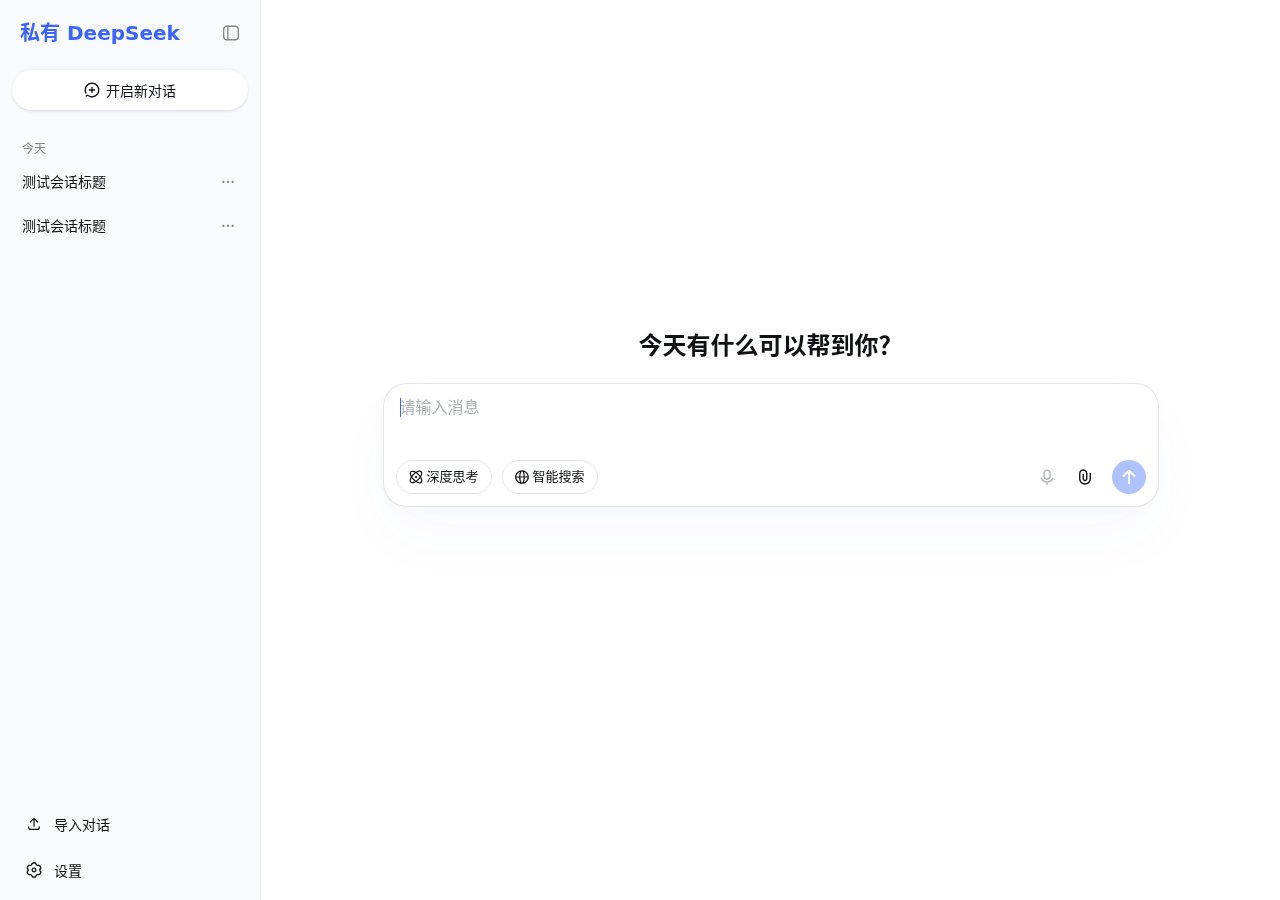 私有 DeepSeek
开启新对话
今天
测试会话标题
测试会话标题
今天有什么可以帮到你?
请输入消息
深度思考
智能搜索
导入对话
设置